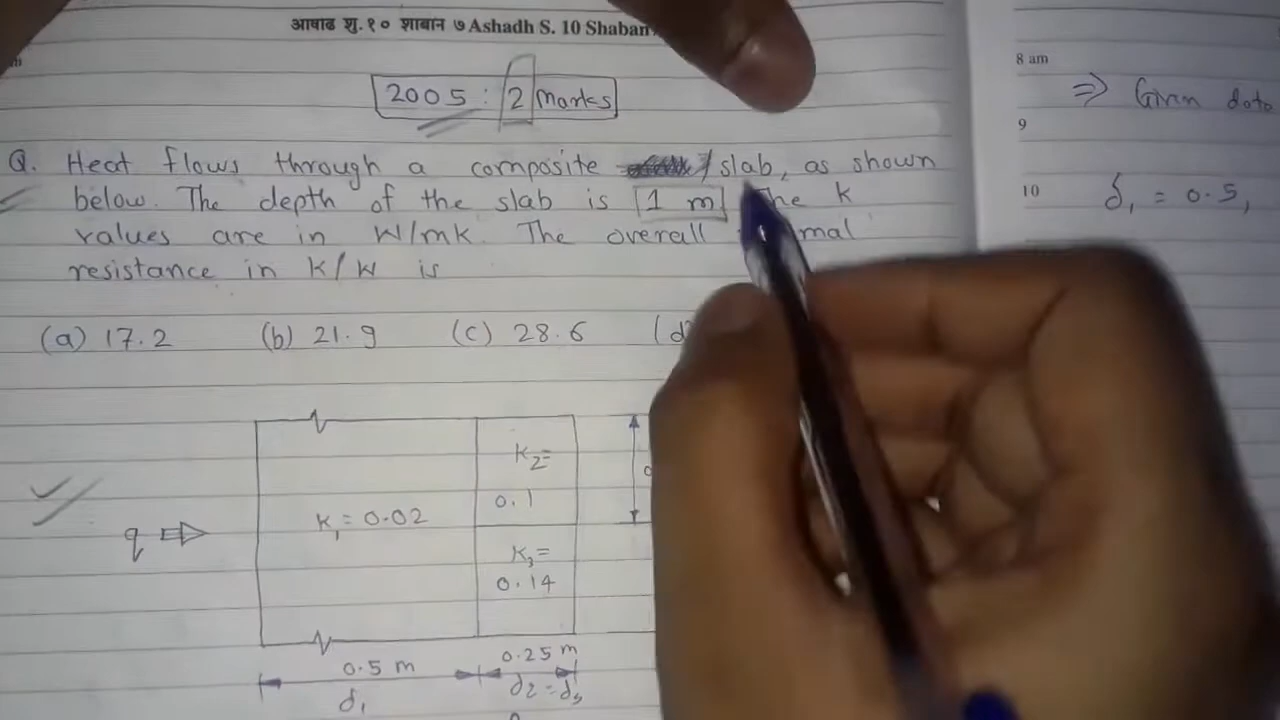 आषाढ शु. १० शाबान ७ Ashadh S. 10 Shaban
2005 : 2 marks
Q. Heat flows through a composite slab, as shown
below. The depth of the slab is 1 m The k
values are in W/mk. The overall
resistance in K/W is
(a) 17.2 (b) 21.9 (c) 28.6 (d
K2=
0.1
K1 = 0.02
q
K3=
0.14
0.5 m
0.25 m
δ1
δ2=δ3
8 am
⇒ Given data
9
10
δ1 = 0.5,